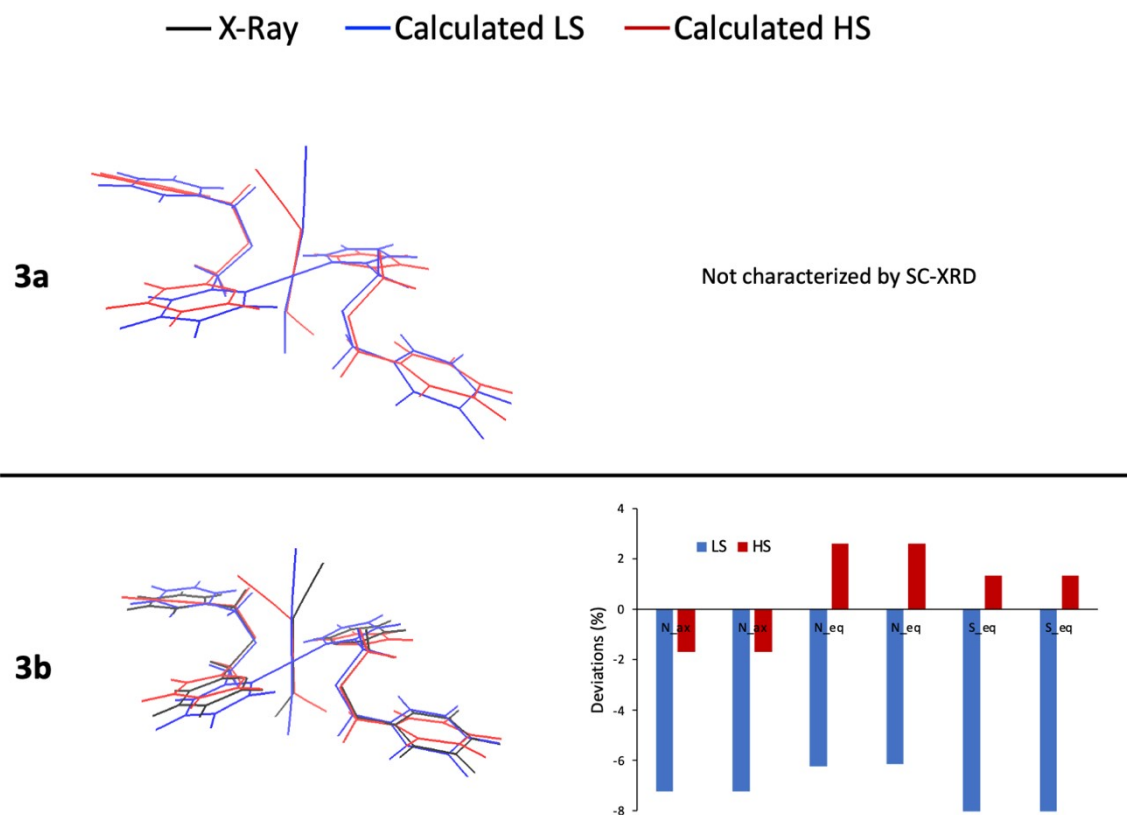 X-Ray Calculated LS Calculated HS
3a
Not characterized by SC-XRD
3b
4
2
0
-2
-4
-6
-8
Deviations (%)
LS HS
N_ax N_ax N_eq N_eq S_eq S_eq